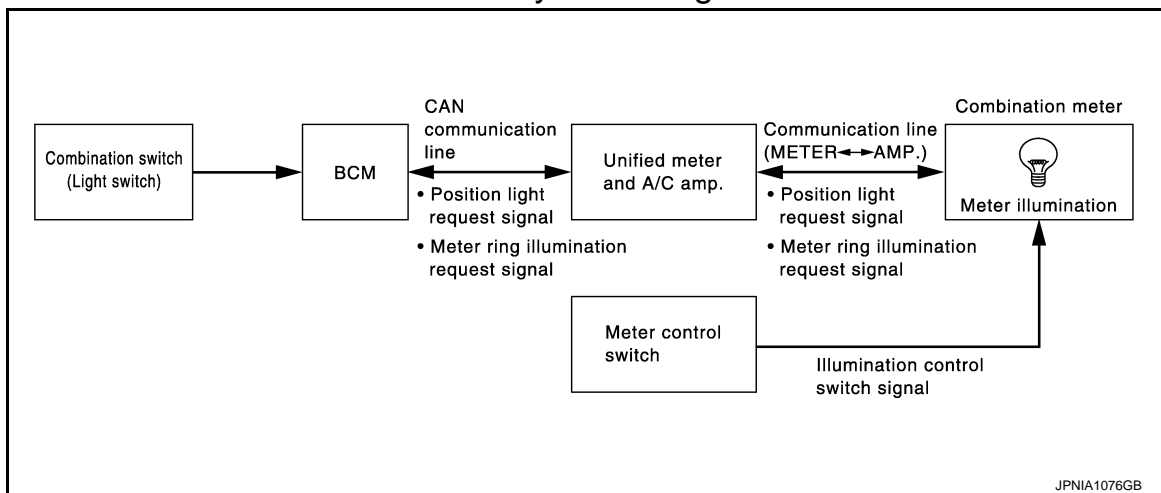 Combination switch
(Light switch)
BCM
CAN
communication
line
• Position light
request signal
• Meter ring illumination
request signal
Unified meter
and A/C amp.
Communication line
(METER↔AMP.)
• Position light
request signal
• Meter ring illumination
request signal
Combination meter
Meter illumination
Meter control
switch
Illumination control
switch signal
JPNIA1076GB